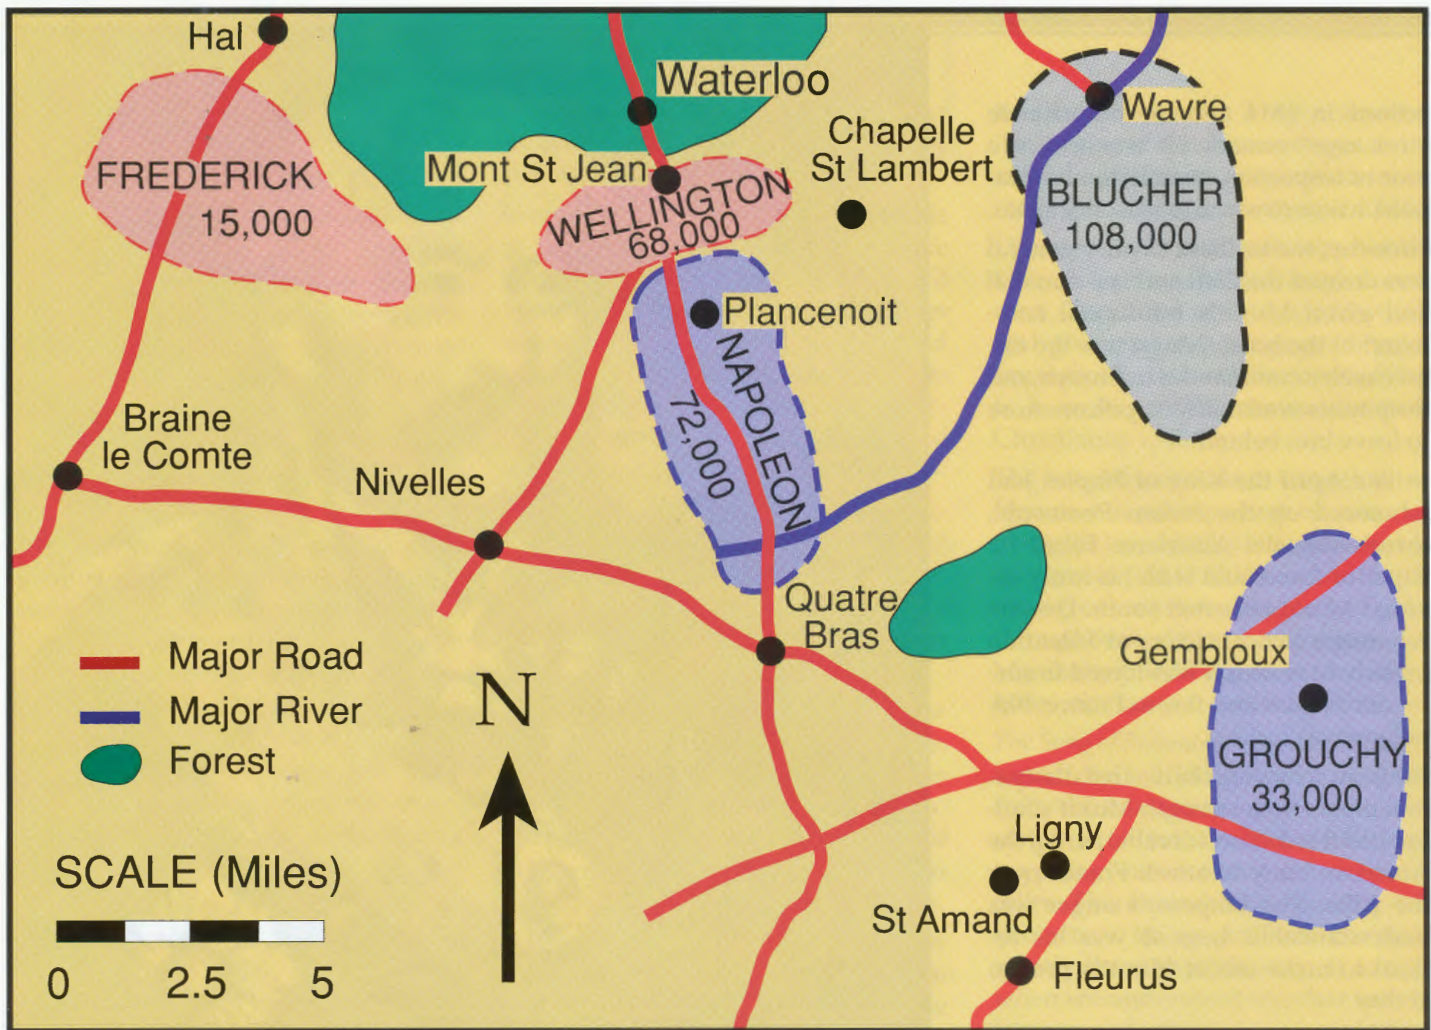 Hal
Waterloo
Wavre
Chapelle
St Lambert
Mont St Jean
FREDERICK
15,000
WELLINGTON
68,000
BLUCHER
108,000
Plancenoit
NAPOLEON
72,000
Braine
le Comte
Nivelles
Quatre
Bras
Major Road
Major River
Forest
N
Gembloux
GROUCHY
33,000
Ligny
St Amand
Fleurus
SCALE (Miles)
0 2.5 5